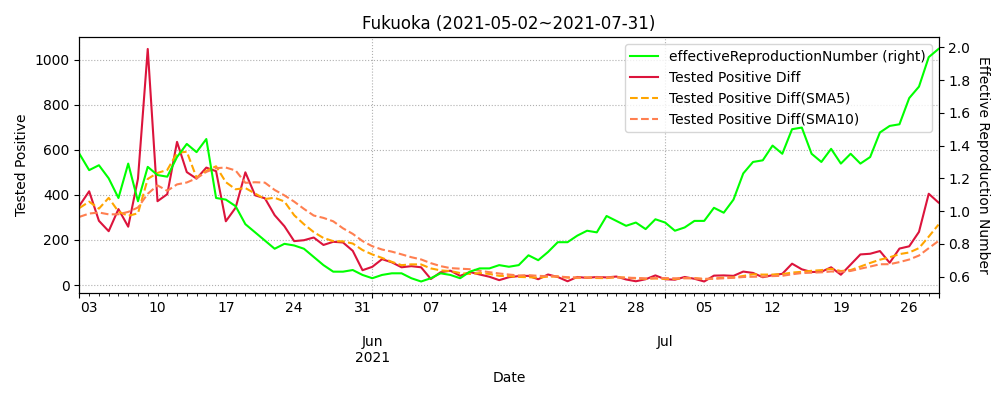 Fukuoka (2021-05-02~2021-07-31)
effectiveReproductionNumber (right)
Tested Positive Diff
Tested Positive Diff(SMA5)
Tested Positive Diff(SMA10)
Tested Positive
1000
800
600
400
200
0
2.0
1.8
1.6
1.4
1.2
1.0
0.8
0.6
Effective Reproduction Number
03 10 17 24 31 07 14 21 28 05 12 19 26
Jun Jul
2021
Date